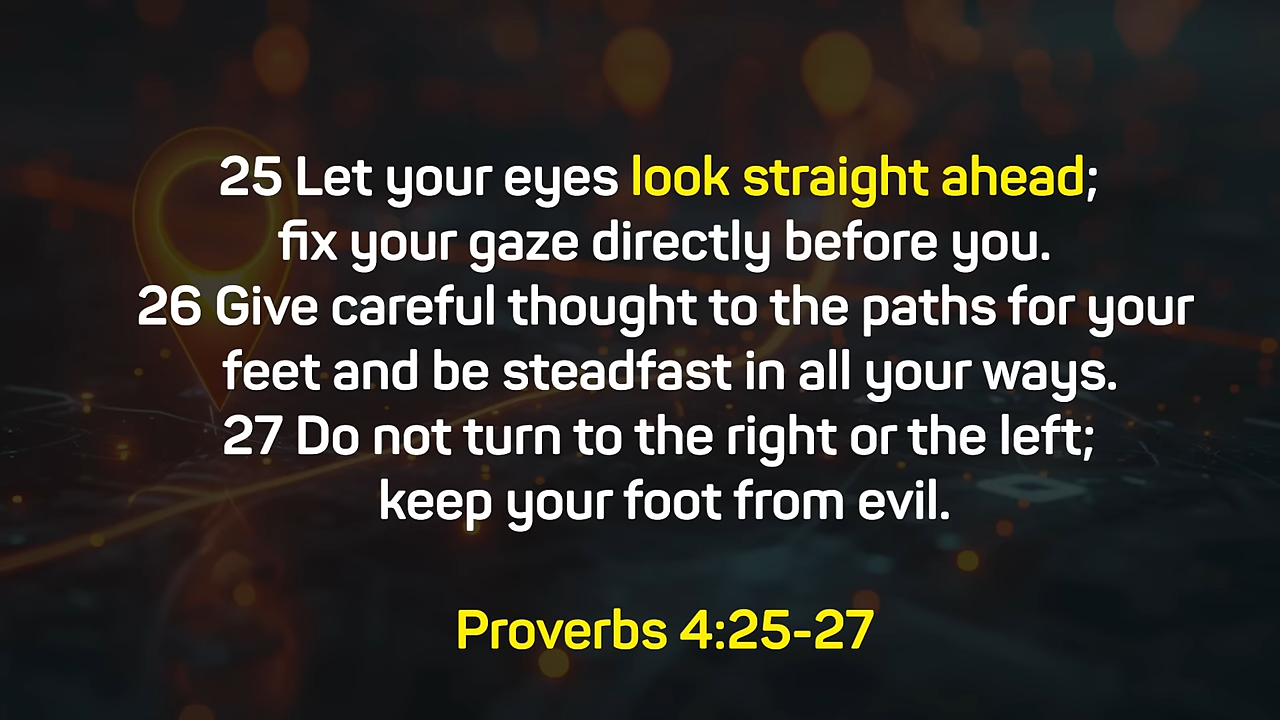 25 Let your eyes look straight ahead;
fix your gaze directly before you.
26 Give careful thought to the paths for your
feet and be steadfast in all your ways.
27 Do not turn to the right or the left;
keep your foot from evil.
Proverbs 4:25-27